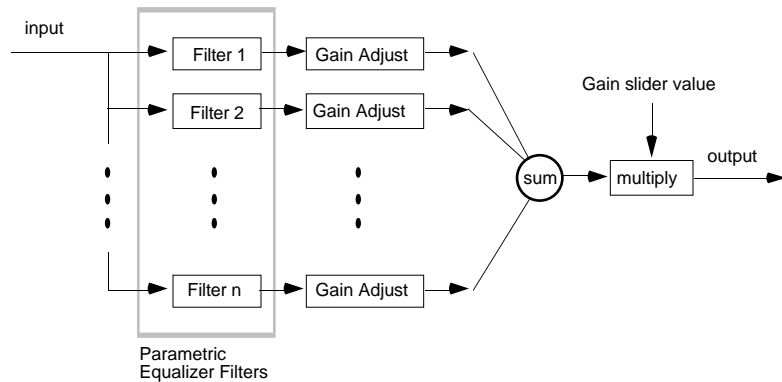 input
Filter 1
Gain Adjust
Filter 2
Gain Adjust
Gain slider value
sum
multiply
output
Filter n
Gain Adjust
Parametric
Equalizer Filters